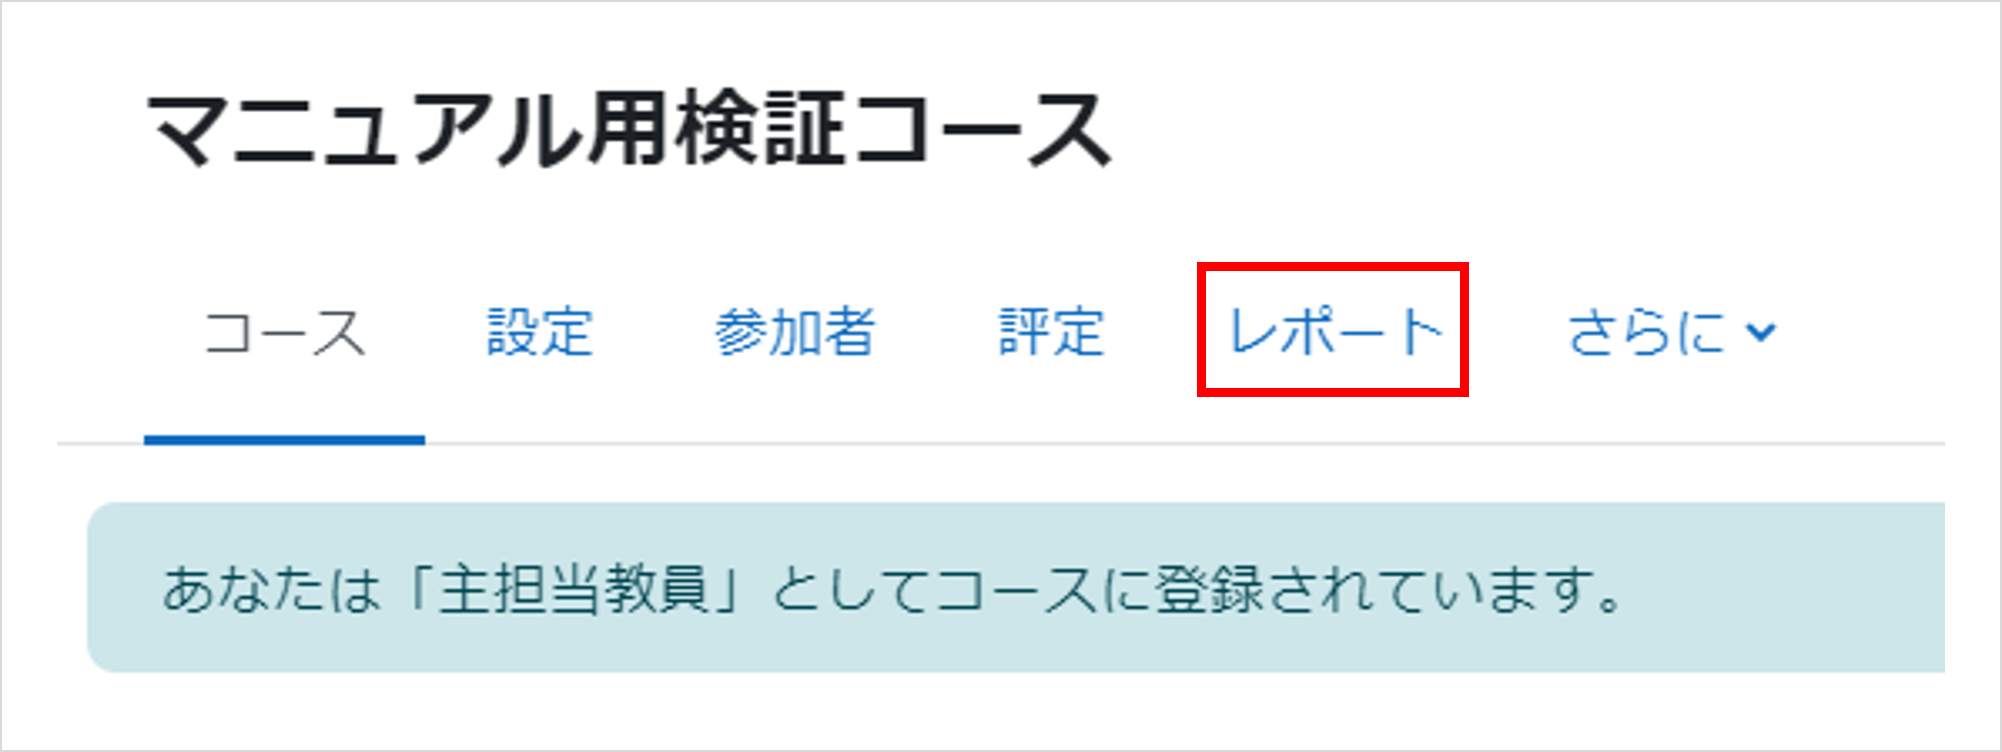 マニュアル用検証コース
コース 設定 参加者 評定 レポート さらに
あなたは「主担当教員」としてコースに登録されています。